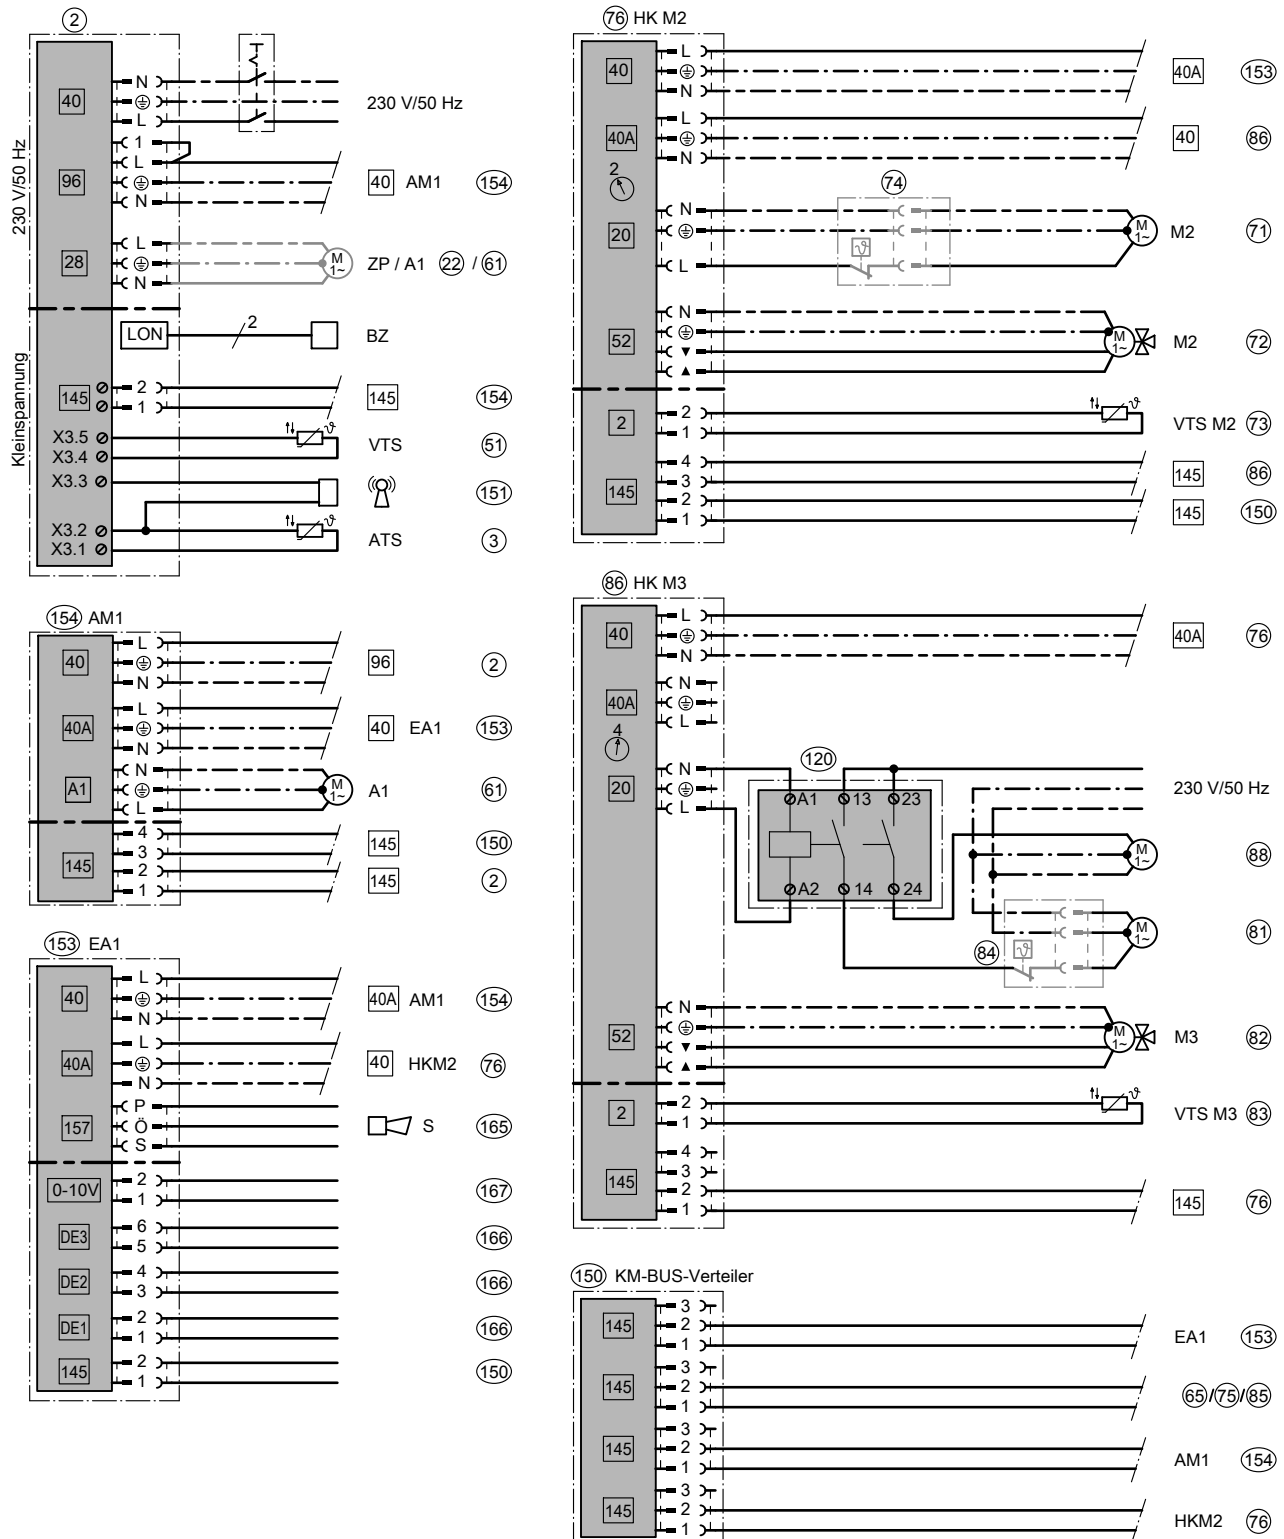 2
230 V/50 Hz
40
N
L
230 V/50 Hz
96
1
L
N
40 AM1 154
28
L
N
M
1~
ZP / A1 22 / 61
Kleinspannung
LON 2 BZ
145
2
1
145 154
X3.5
X3.4
ϑ
VTS 51
X3.3
151
X3.2
X3.1
ϑ
ATS 3
154 AM1
40
L
N
96 2
40A
L
N
40 EA1 153
A1
N
L
M
1~
A1 61
145
4
3
2
1
145 150
145 2
153 EA1
40
L
N
40A AM1 154
40A
L
N
40 HKM2 76
157
P
Ö
S
S 165
0-10V
2
1
167
DE3
6
5
166
DE2
4
3
166
DE1
2
1
166
145
2
1
150
76 HK M2
40
L
N
40A 153
40A
L
N
40 86
2
74
20
N
L
ϑ
M
1~
M2 71
52
N
M
1~
M2 72
2
2
1
ϑ
VTS M2 73
145
4
3
2
1
145 86
145 150
86 HK M3
40
L
N
40A 76
40A
N
L
4
20
N
L
120
A1 13 23
A2 14 24
230 V/50 Hz
M
1~
88
84
ϑ
M
1~
81
52
N
M
1~
M3 82
2
2
1
ϑ
VTS M3 83
145
4
3
2
1
145 76
150 KM-BUS-Verteiler
145
3
2
1
EA1 153
145
3
2
1
65/75/85
145
3
2
1
AM1 154
145
3
2
1
HKM2 76